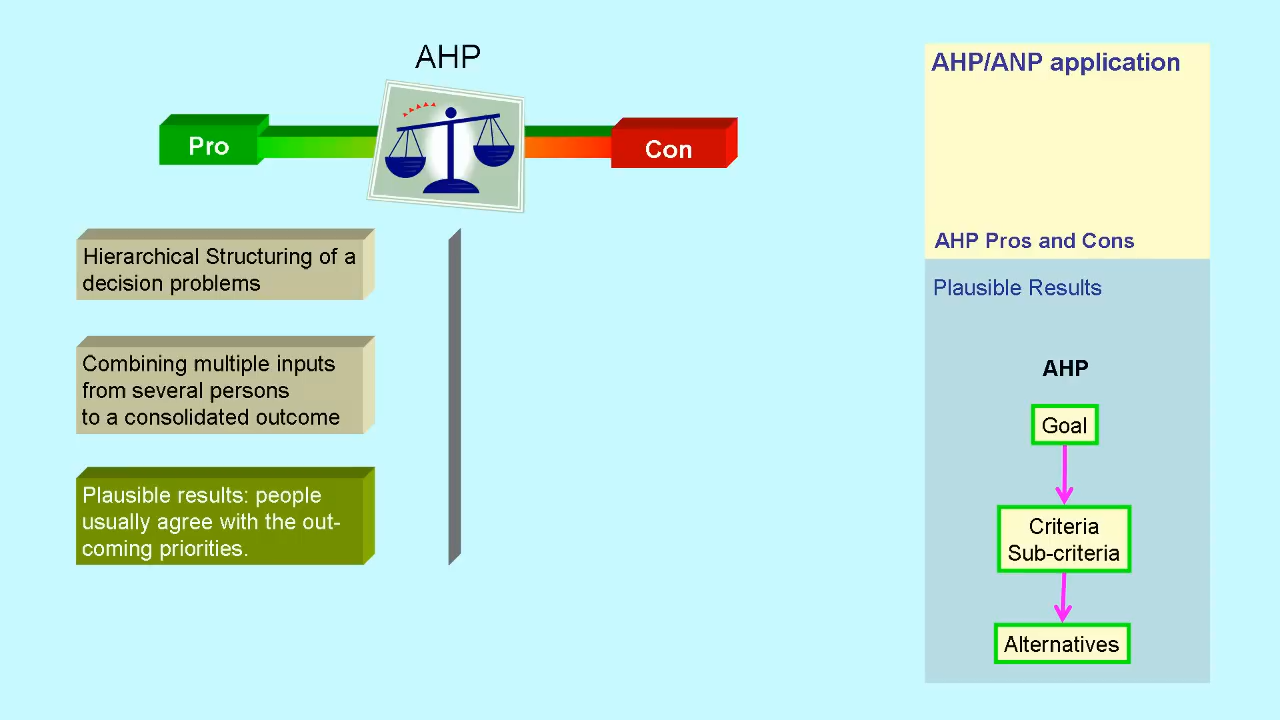 AHP
Pro
Con
Hierarchical Structuring of a
decision problems
Combining multiple inputs
from several persons
to a consolidated outcome
Plausible results: people
usually agree with the out-
coming priorities.
AHP/ANP application
AHP Pros and Cons
Plausible Results
AHP
Goal
Criteria
Sub-criteria
Alternatives